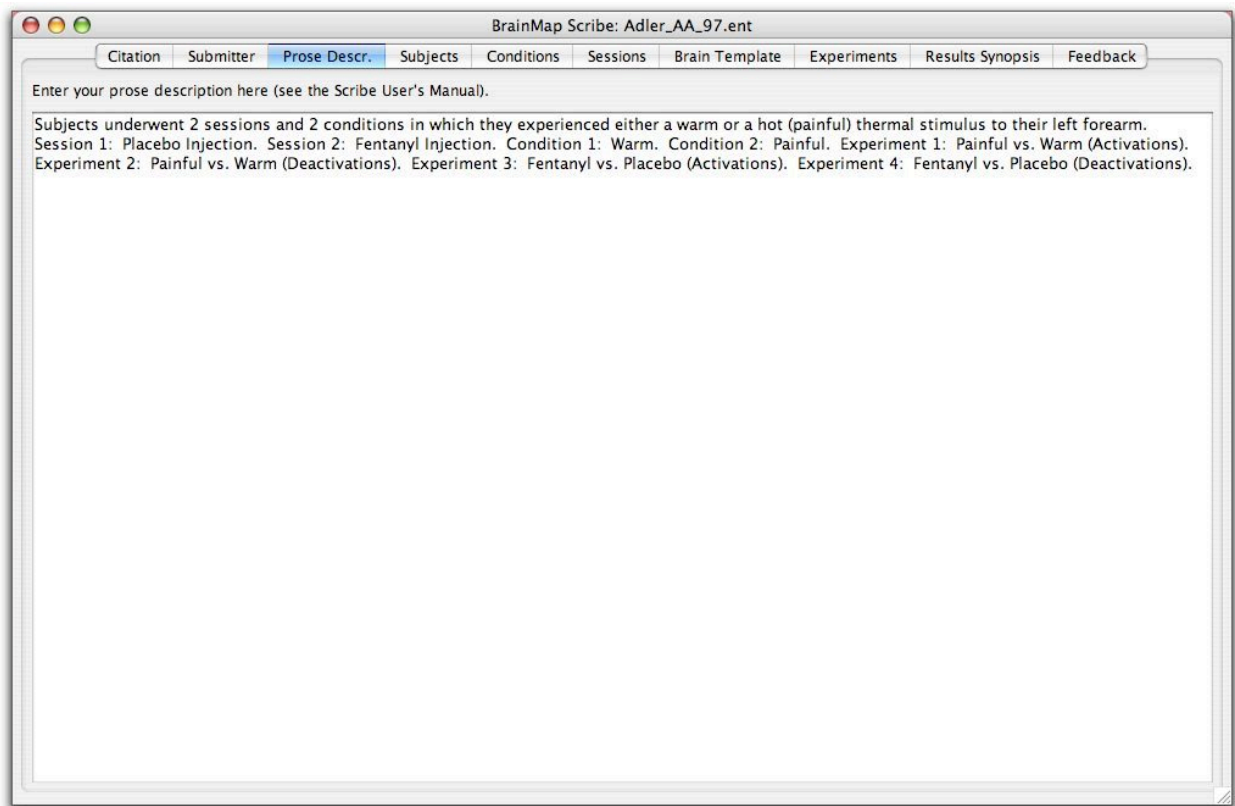 BrainMap Scribe: Adler_AA_97.ent
Citation Submitter Prose Descr. Subjects Conditions Sessions Brain Template Experiments Results Synopsis Feedback
Enter your prose description here (see the Scribe User's Manual).
Subjects underwent 2 sessions and 2 conditions in which they experienced either a warm or a hot (painful) thermal stimulus to their left forearm.
Session 1: Placebo Injection. Session 2: Fentanyl Injection. Condition 1: Warm. Condition 2: Painful. Experiment 1: Painful vs. Warm (Activations).
Experiment 2: Painful vs. Warm (Deactivations). Experiment 3: Fentanyl vs. Placebo (Activations). Experiment 4: Fentanyl vs. Placebo (Deactivations).